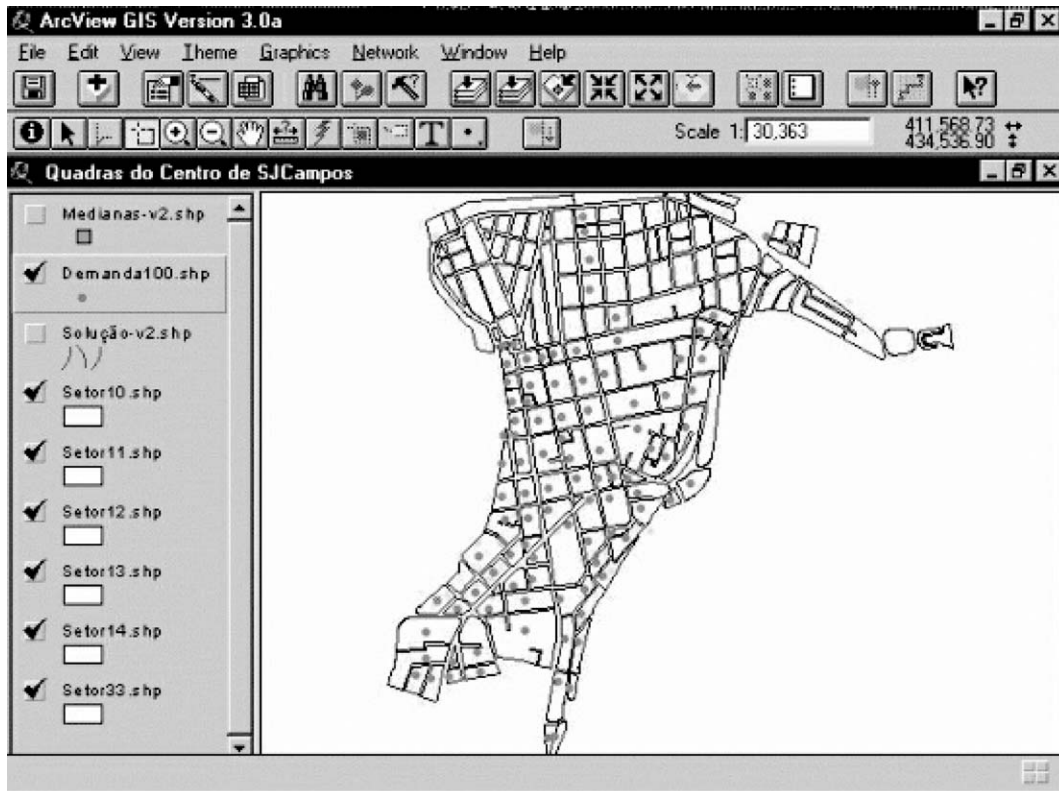 ArcView GIS Version 3.0a
File Edit View Theme Graphics Network Window Help
Scale 1: 30,363
411,568.73
434,536.90
Quadras do Centro de SJCampos
Medianas-v2.shp
Demanda100.shp
Solução-v2.shp
Setor10.shp
Setor11.shp
Setor12.shp
Setor13.shp
Setor14.shp
Setor33.shp